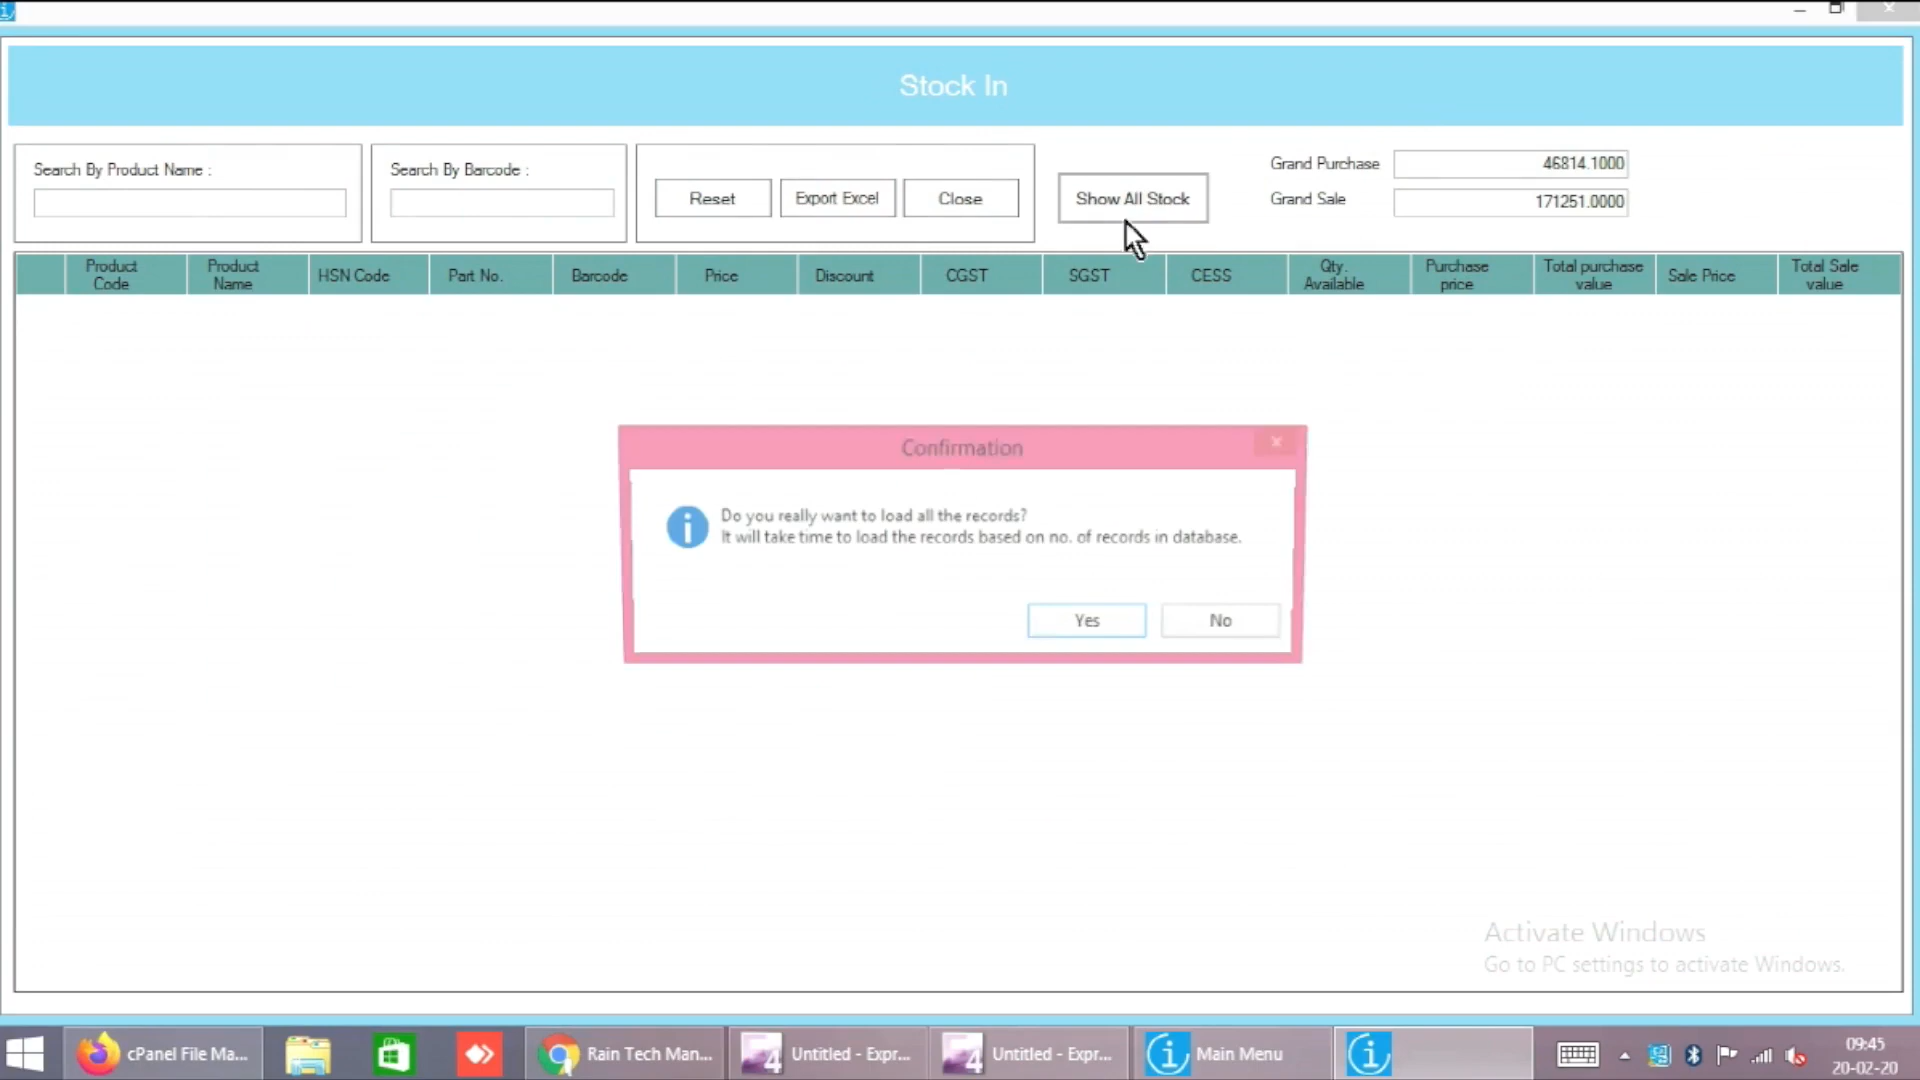 Stock In
Search By Product Name :
Search By Barcode :
Reset
Export Excel
Close
Show All Stock
Grand Purchase
46814.1000
Grand Sale
171251.0000
Product Code
Product Name
HSN Code
Part No.
Barcode
Price
Discount
CGST
SGST
CESS
Qty. Available
Purchase price
Total purchase value
Sale Price
Total Sale value
Confirmation
Do you really want to load all the records?
It will take time to load the records based on no. of records in database.
Yes
No
Activate Windows
Go to PC settings to activate Windows.
cPanel File Ma...
Rain Tech Man...
Untitled - Expr...
Untitled - Expr...
Main Menu
09:45
20-02-20